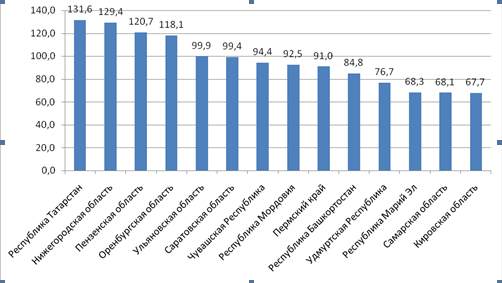 140,0
120,0
100,0
80,0
60,0
40,0
20,0
0,0
131,6
129,4
120,7
118,1
99,9
99,4
94,4
92,5
91,0
84,8
76,7
68,3
68,1
67,7
Республика Татарстан
Нижегородская область
Пензенская область
Оренбургская область
Ульяновская область
Саратовская область
Чувашская Республика
Республика Мордовия
Пермский край
Республика Башкортостан
Удмуртская Республика
Республика Марий Эл
Самарская область
Кировская область